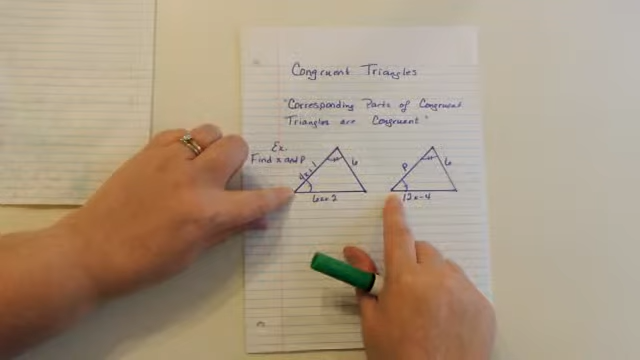 Congruent Triangles
"Corresponding Parts of Congruent
Triangles are Congruent"
Ex.
Find x and p
6
6x+2
p
6
12x-4